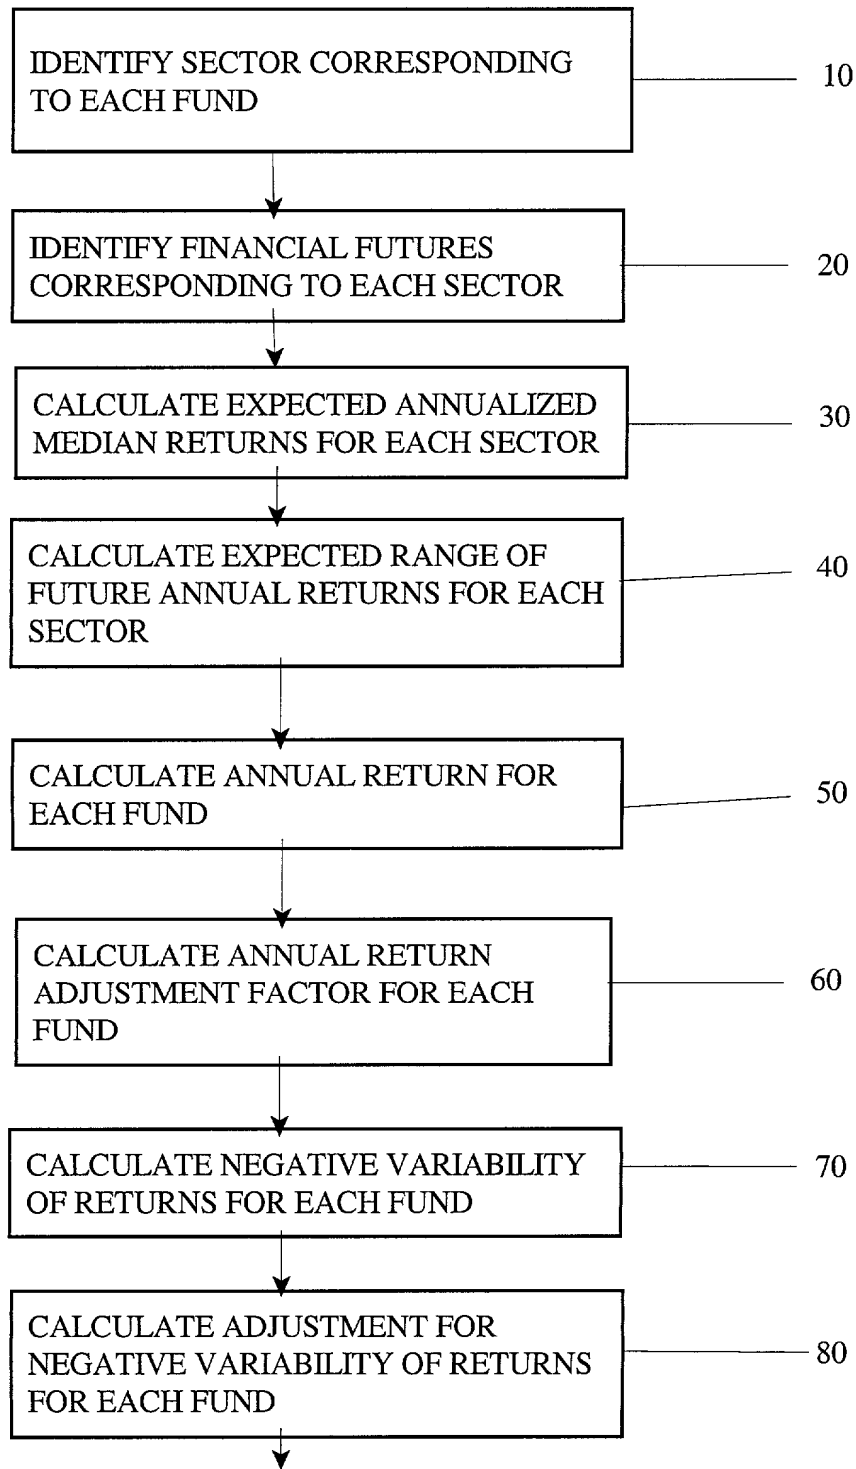 IDENTIFY SECTOR CORRESPONDING
TO EACH FUND
10
IDENTIFY FINANCIAL FUTURES
CORRESPONDING TO EACH SECTOR
20
CALCULATE EXPECTED ANNUALIZED
MEDIAN RETURNS FOR EACH SECTOR
30
CALCULATE EXPECTED RANGE OF
FUTURE ANNUAL RETURNS FOR EACH
SECTOR
40
CALCULATE ANNUAL RETURN FOR
EACH FUND
50
CALCULATE ANNUAL RETURN
ADJUSTMENT FACTOR FOR EACH
FUND
60
CALCULATE NEGATIVE VARIABILITY
OF RETURNS FOR EACH FUND
70
CALCULATE ADJUSTMENT FOR
NEGATIVE VARIABILITY OF RETURNS
FOR EACH FUND
80